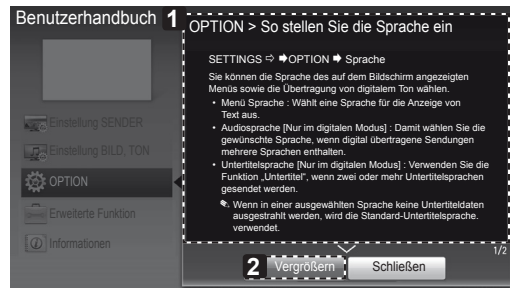 Benutzerhandbuch 1
OPTION > So stellen Sie die Sprache ein
SETTINGS ⇨ ➡OPTION ➡ Sprache
Sie können die Sprache des auf dem Bildschirm angezeigten
Menüs sowie die Übertragung von digitalem Ton wählen.
• Menü Sprache : Wählt eine Sprache für die Anzeige von
Text aus.
• Audiosprache [Nur im digitalen Modus] : Damit wählen Sie die
gewünschte Sprache, wenn digital übertragene Sendungen
mehrere Sprachen enthalten.
• Untertitelsprache [Nur im digitalen Modus] : Verwenden Sie die
Funktion „Untertitel", wenn zwei oder mehr Untertitelsprachen
gesendet werden.
Wenn in einer ausgewählten Sprache keine Untertiteldaten
ausgestrahlt werden, wird die Standard-Untertitelsprache.
verwendet.
Einstellung SENDER
Einstellung BILD, TON
OPTION
Erweiterte Funktion
Informationen
1/2
2 Vergrößern
Schließen